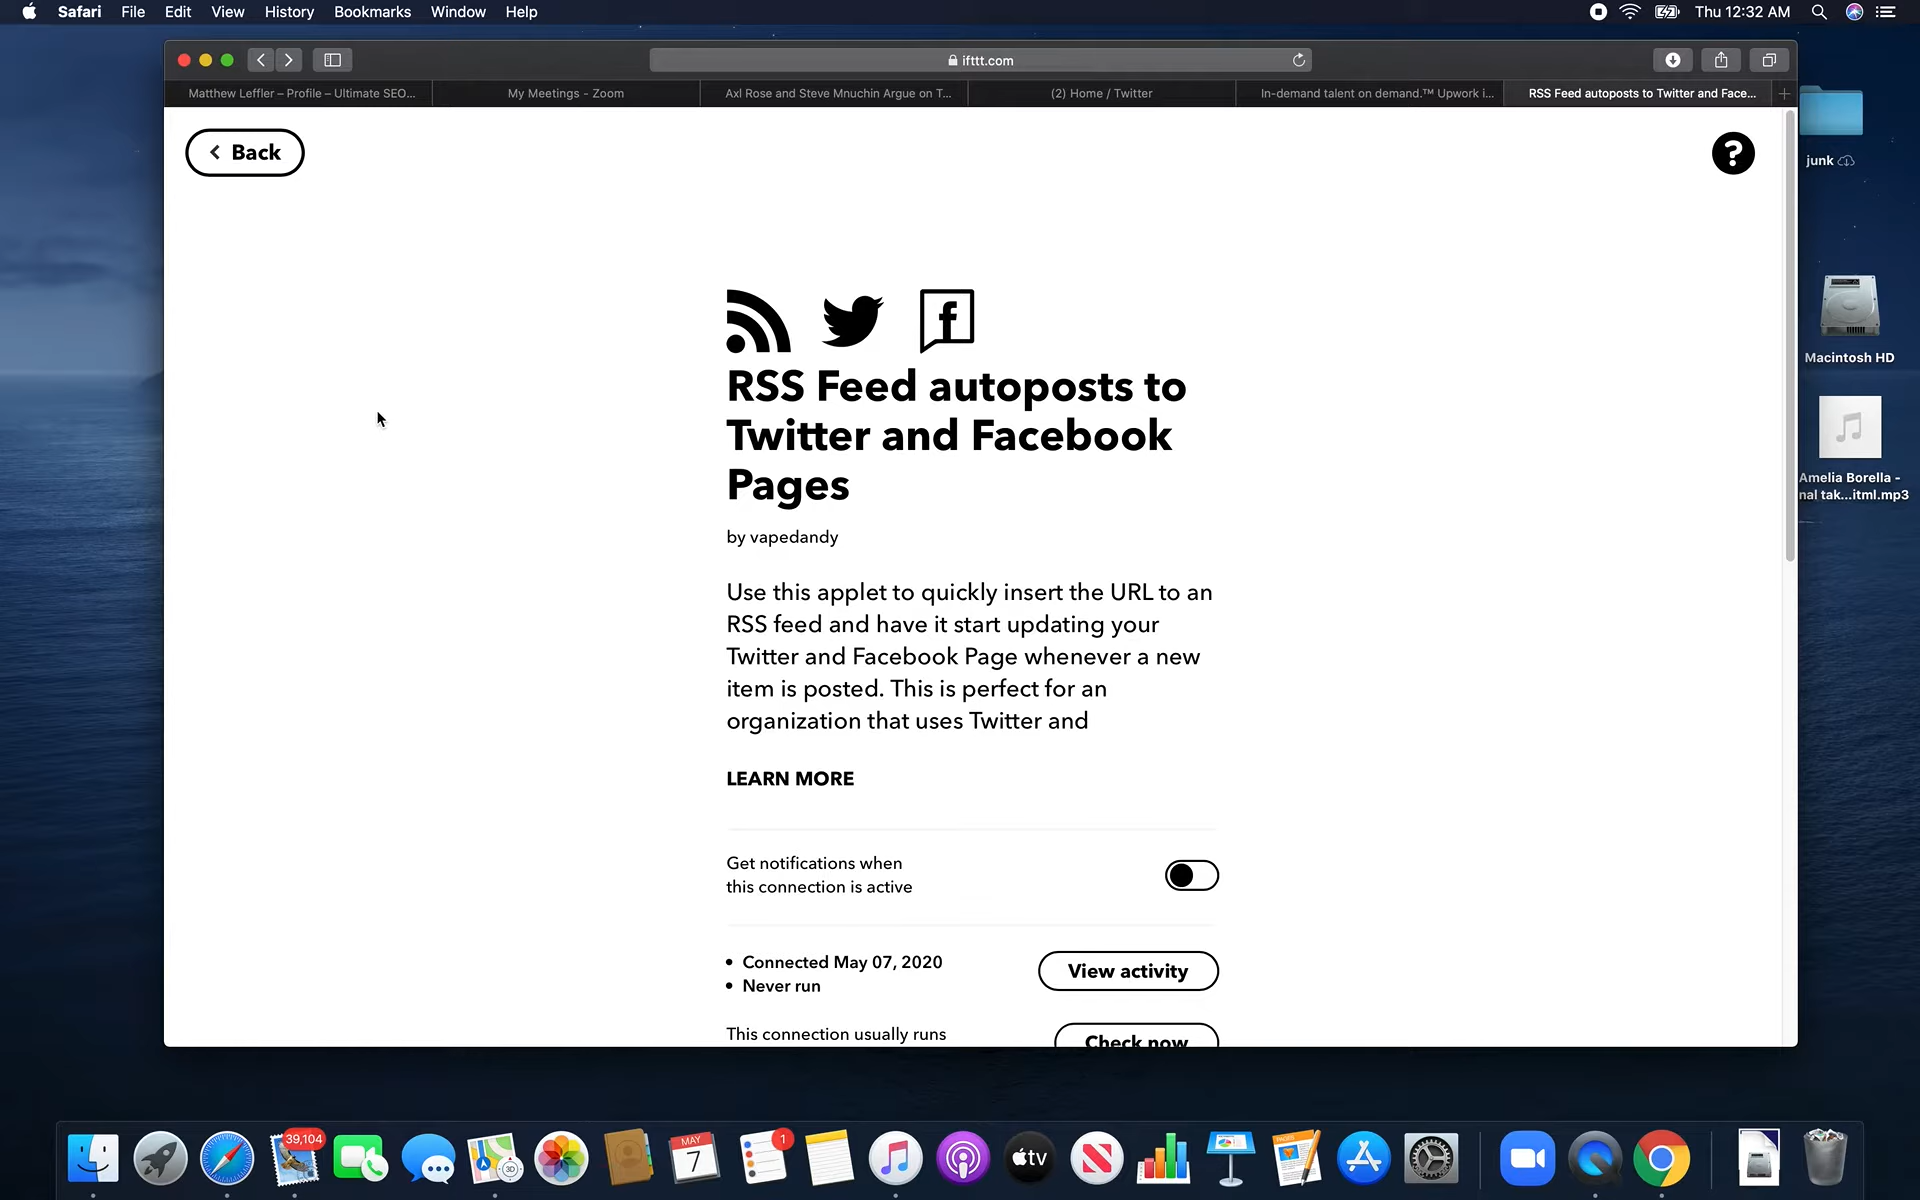 Safari File Edit View History Bookmarks Window Help Thu 12:32 AM
ifttt.com
Matthew Leffler – Profile – Ultimate SEO... My Meetings - Zoom Axl Rose and Steve Mnuchin Argue on T... (2) Home / Twitter In-demand talent on demand.™ Upwork i... RSS Feed autoposts to Twitter and Face...
Back
?
junk
Macintosh HD
Amelia Borella -
nal tak...itml.mp3
RSS Feed autoposts to
Twitter and Facebook
Pages
by vapedandy
Use this applet to quickly insert the URL to an
RSS feed and have it start updating your
Twitter and Facebook Page whenever a new
item is posted. This is perfect for an
organization that uses Twitter and
LEARN MORE
Get notifications when
this connection is active
• Connected May 07, 2020
• Never run
View activity
This connection usually runs
Check now
39,104
3D
MAY
7
1
tv
PAGES